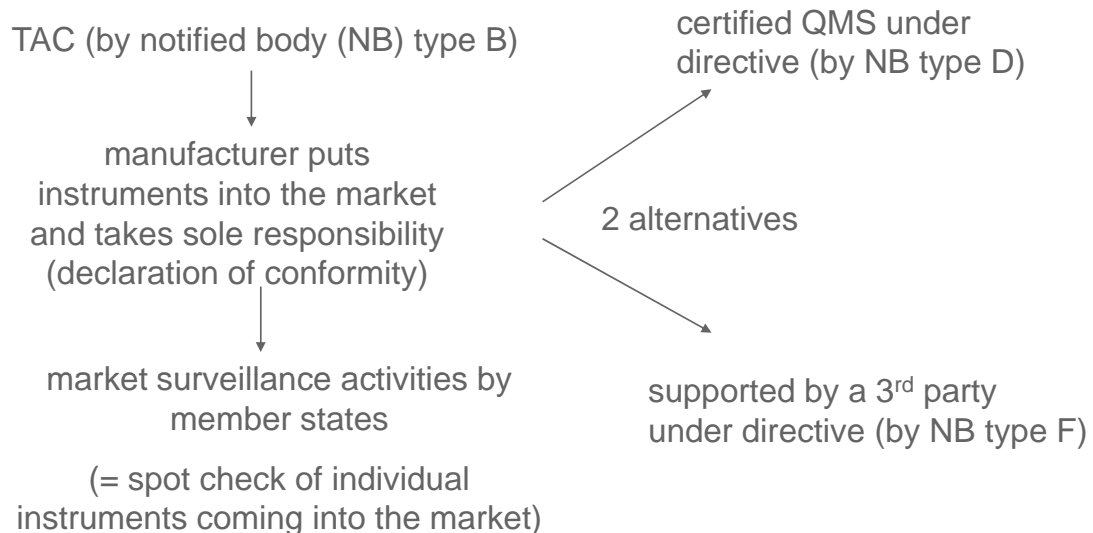 TAC (by notified body (NB) type B)
manufacturer puts
instruments into the market
and takes sole responsibility
(declaration of conformity)
market surveillance activities by
member states
(= spot check of individual
instruments coming into the market)
certified QMS under
directive (by NB type D)
2 alternatives
supported by a 3rd party
under directive (by NB type F)